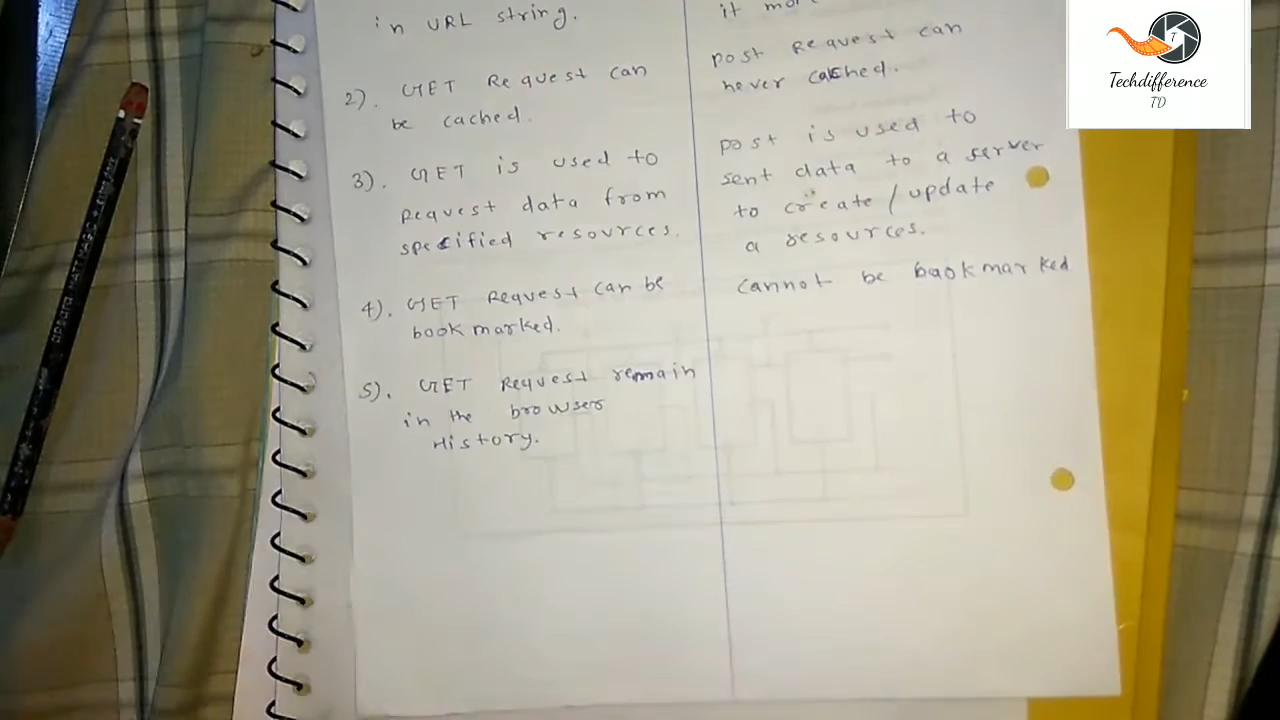 in URL string.
2). GET Request can
be cached.
3). GET is used to
Request data from
specified resources.
4). GET Request can be
bookmarked.
5). GET Request remain
in the browser
History.
it
post Request can
never cached.
post is used to
sent data to a server
to create / update
a resources.
cannot be bookmarked
Techdifference
TD